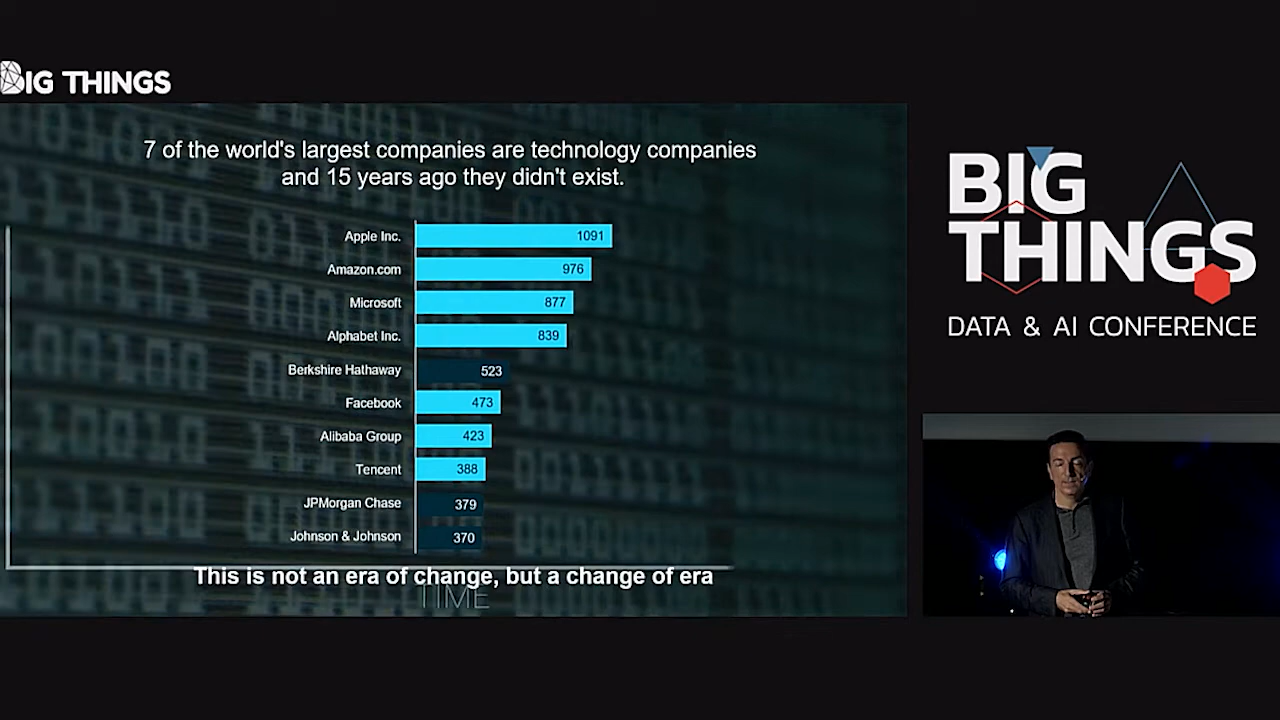 BIG THINGS
7 of the world's largest companies are technology companies
and 15 years ago they didn't exist.
Apple Inc. 1091
Amazon.com 976
Microsoft 877
Alphabet Inc. 839
Berkshire Hathaway 523
Facebook 473
Alibaba Group 423
Tencent 388
JPMorgan Chase 379
Johnson & Johnson 370
This is not an era of change, but a change of era
TIME
BIG
THINGS
DATA & AI CONFERENCE